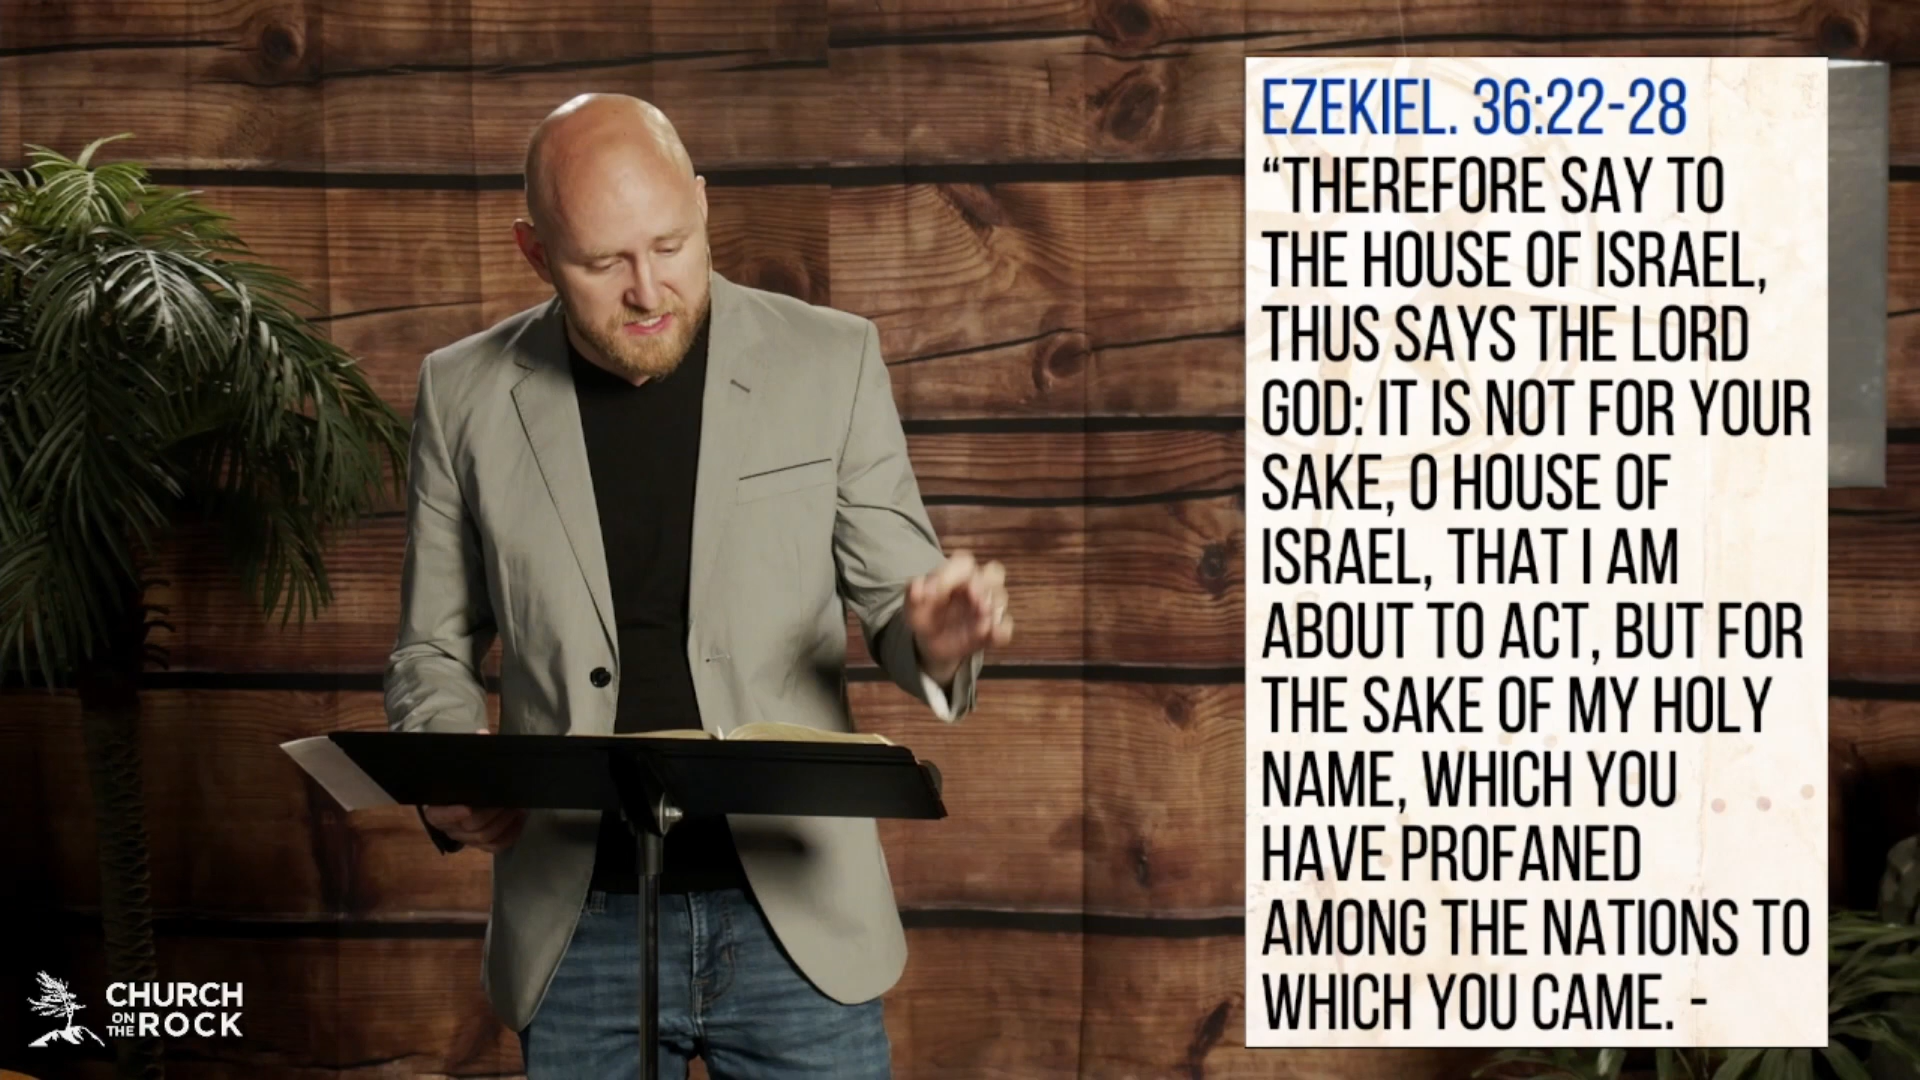 EZEKIEL. 36:22-28
“THEREFORE SAY TO
THE HOUSE OF ISRAEL,
THUS SAYS THE LORD
GOD: IT IS NOT FOR YOUR
SAKE, O HOUSE OF
ISRAEL, THAT I AM
ABOUT TO ACT, BUT FOR
THE SAKE OF MY HOLY
NAME, WHICH YOU
HAVE PROFANED
AMONG THE NATIONS TO
WHICH YOU CAME. -
CHURCH
ON
THE ROCK